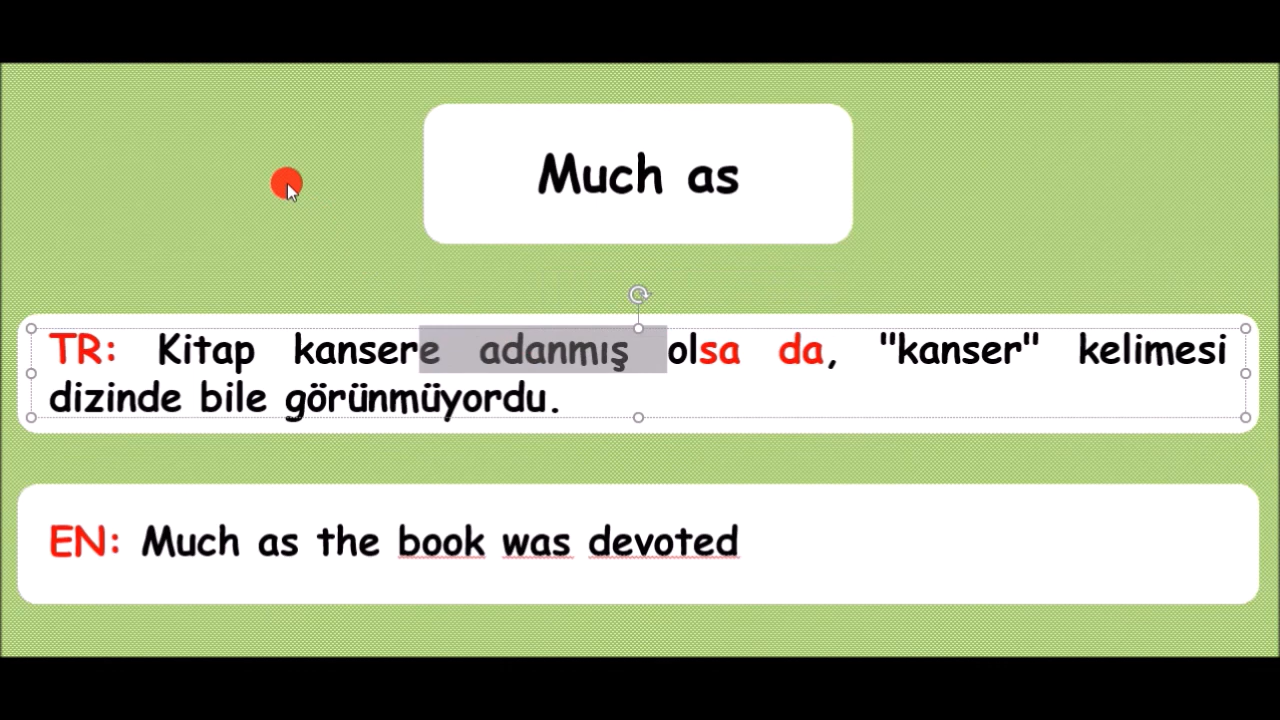 Much as
TR: Kitap kansere adanmış olsa da, "kanser" kelimesi
dizinde bile görünmüyordu.
EN: Much as the book was devoted